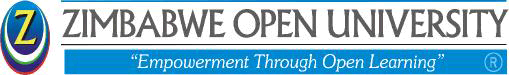 Z ZIMBABWE OPEN UNIVERSITY
“Empowerment Through Open Learning” ®